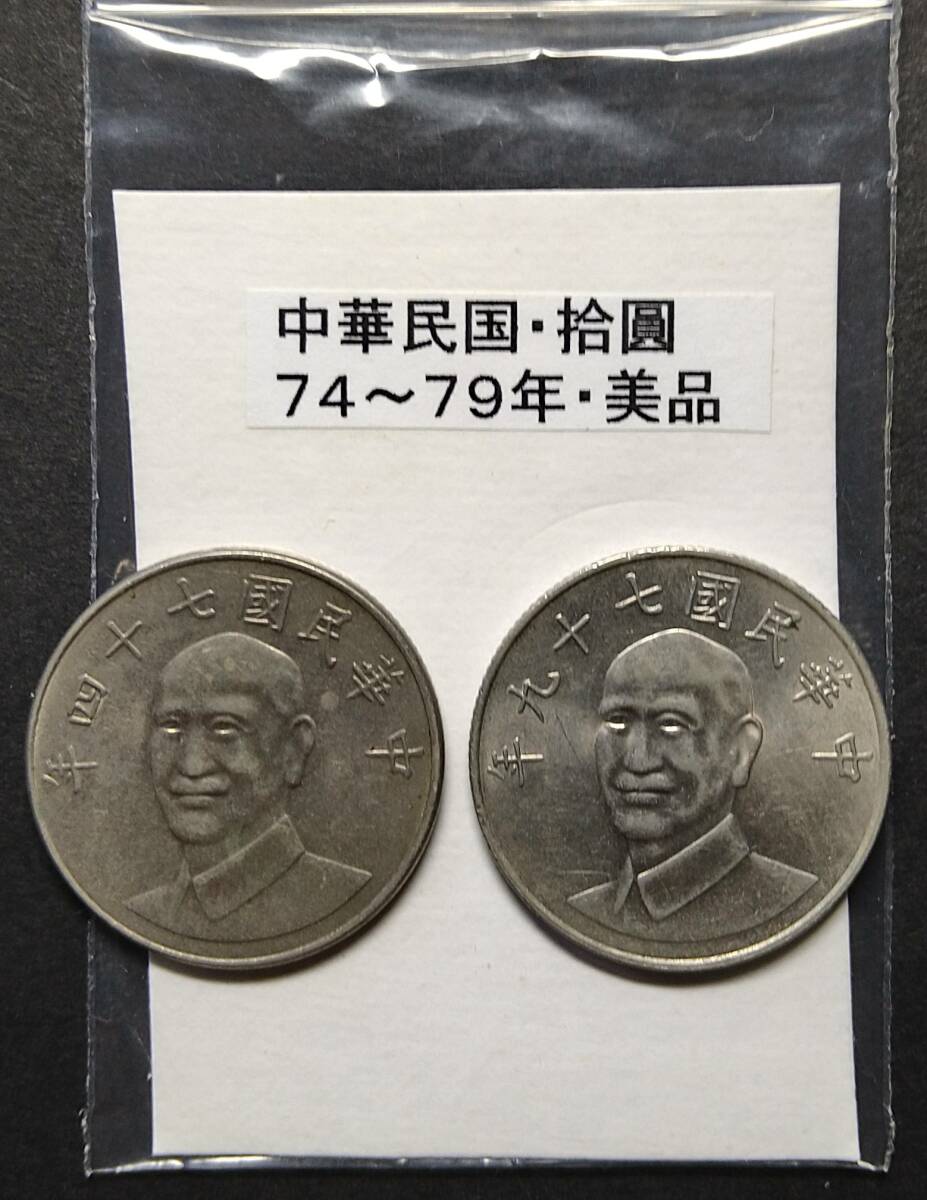 中華民国・拾圓
74～79年・美品
年四十七國民華中
年九十七國民華中